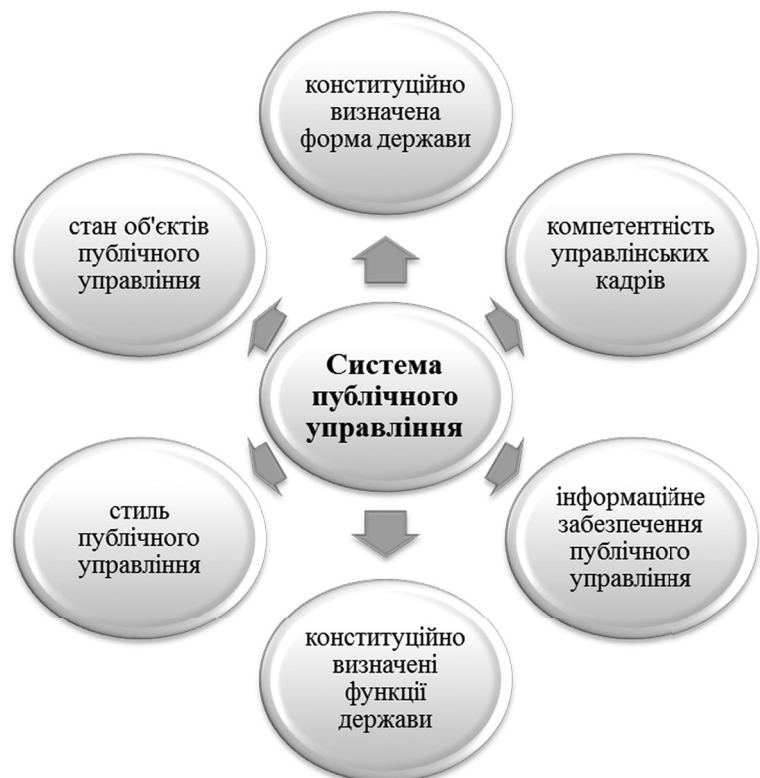 конституційно
визначена
форма держави
стан об'єктів
публічного
управління
компетентність
управлінських
кадрів
Система
публічного
управління
стиль
публічного
управління
інформаційне
забезпечення
публічного
управління
конституційно
визначені
функції
держави